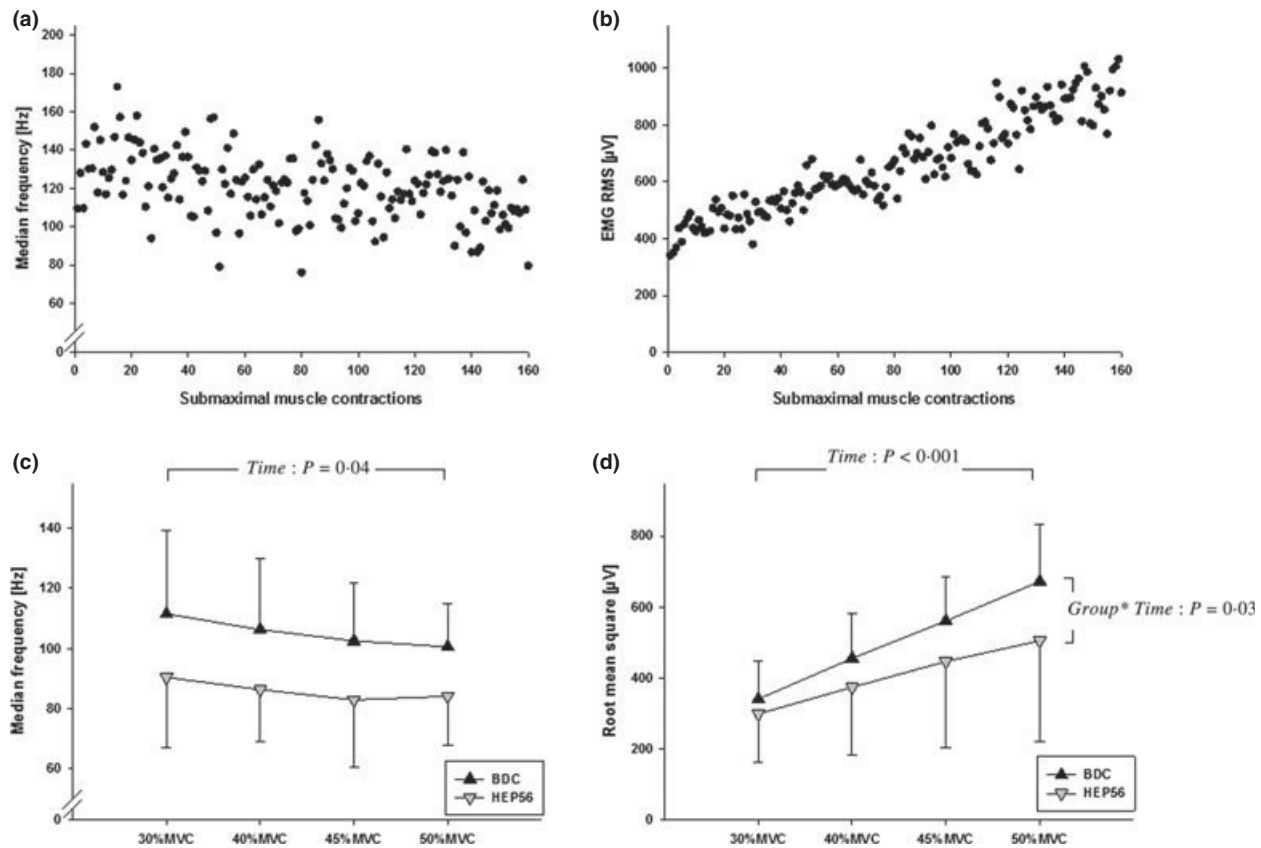 (a)
200
180
160
140
120
100
80
60
0
Median frequency [Hz]
0 20 40 60 80 100 120 140 160
Submaximal muscle contractions
(b)
1000
800
600
400
200
0
EMG RMS [µV]
0 20 40 60 80 100 120 140 160
Submaximal muscle contractions
(c)
Time : P = 0·04
140
120
100
80
60
0
Median frequency [Hz]
BDC
HEP56
30%MVC 40%MVC 45%MVC 50%MVC
(d)
Time : P < 0·001
800
600
400
200
0
Root mean square [µV]
Group* Time : P = 0·03
BDC
HEP56
30%MVC 40%MVC 45%MVC 50%MVC